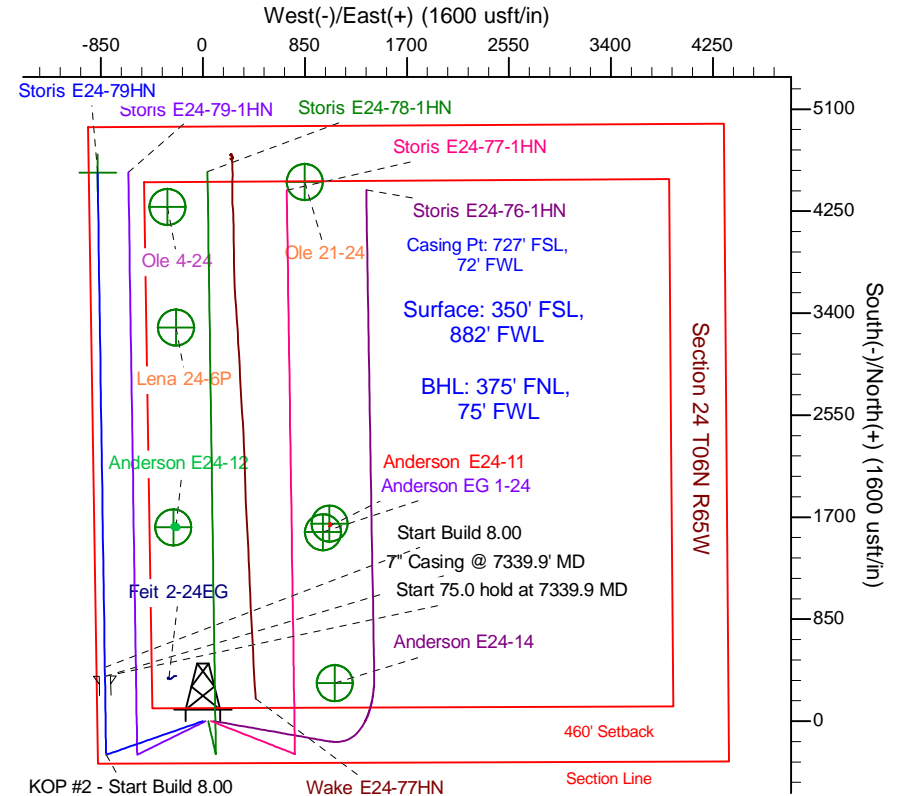 West(-)/East(+) (1600 usft/in)
-850 0 850 1700 2550 3400 4250
Storis E24-79HN
Storis E24-79-1HN
Storis E24-78-1HN
5100
Storis E24-77-1HN
Storis E24-76-1HN
4250
Ole 4-24
Ole 21-24
Casing Pt: 727' FSL,
72' FWL
Surface: 350' FSL,
882' FWL
3400
Lena 24-6P
BHL: 375' FNL,
75' FWL
2550
Section 24 T06N R65W
South(-)/North(+) (1600 usft/in)
Anderson E24-12
Anderson E24-11
Anderson EG 1-24
1700
Start Build 8.00
7" Casing @ 7339.9' MD
Start 75.0 hold at 7339.9 MD
Feit 2-24EG
850
Anderson E24-14
0
460' Setback
Section Line
KOP #2 - Start Build 8.00
Wake E24-77HN